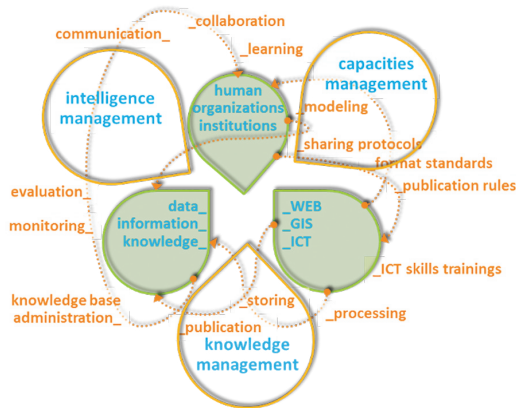 _collaboration
communication_
_learning
capacities
management
human
organizations
institutions
intelligence
management
_modeling
_sharing protocols
_format standards
_publication rules
evaluation_
monitoring_
data_
information_
knowledge_
_WEB
_GIS
_ICT
_ICT skills trainings
knowledge base
administration_
_storing
_processing
_publication
knowledge
management